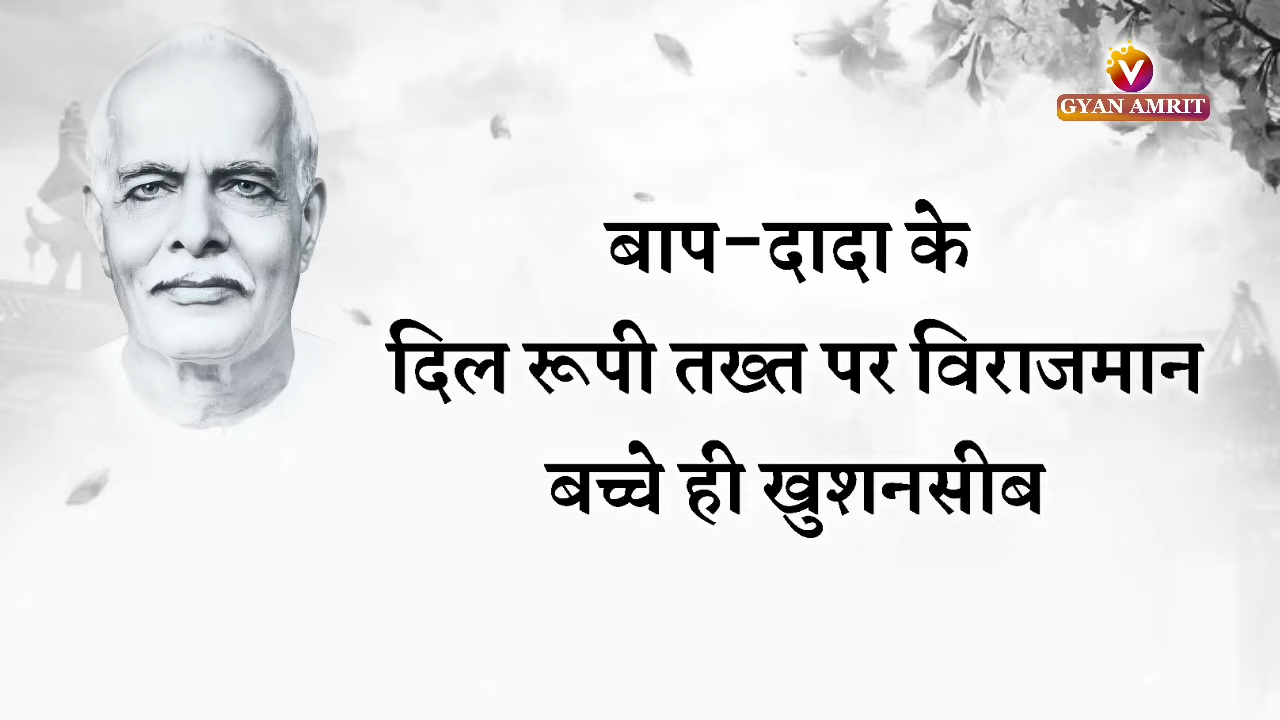 V
GYAN AMRIT
बाप-दादा के
दिल रूपी तख्त पर विराजमान
बच्चे ही खुशनसीब